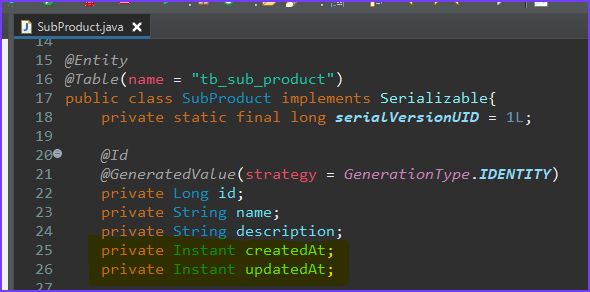 SubProduct.java
14
15 @Entity
16 @Table(name = "tb_sub_product")
17 public class SubProduct implements Serializable{
18     private static final long serialVersionUID = 1L;
19
20     @Id
21     @GeneratedValue(strategy = GenerationType.IDENTITY)
22     private Long id;
23     private String name;
24     private String description;
25     private Instant createdAt;
26     private Instant updatedAt;
27